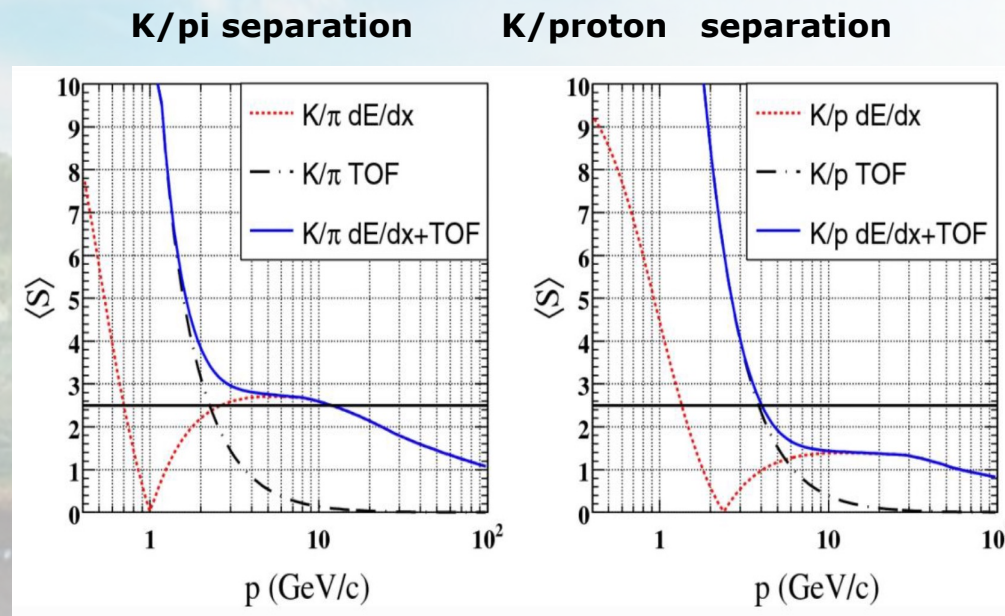 K/pi separation
K/proton separation
10
9
8
7
6
5
4
3
2
1
0
⟨S⟩
K/π dE/dx
K/π TOF
K/π dE/dx+TOF
1
10
10²
p (GeV/c)
10
9
8
7
6
5
4
3
2
1
0
⟨S⟩
K/p dE/dx
K/p TOF
K/p dE/dx+TOF
1
10
10
p (GeV/c)